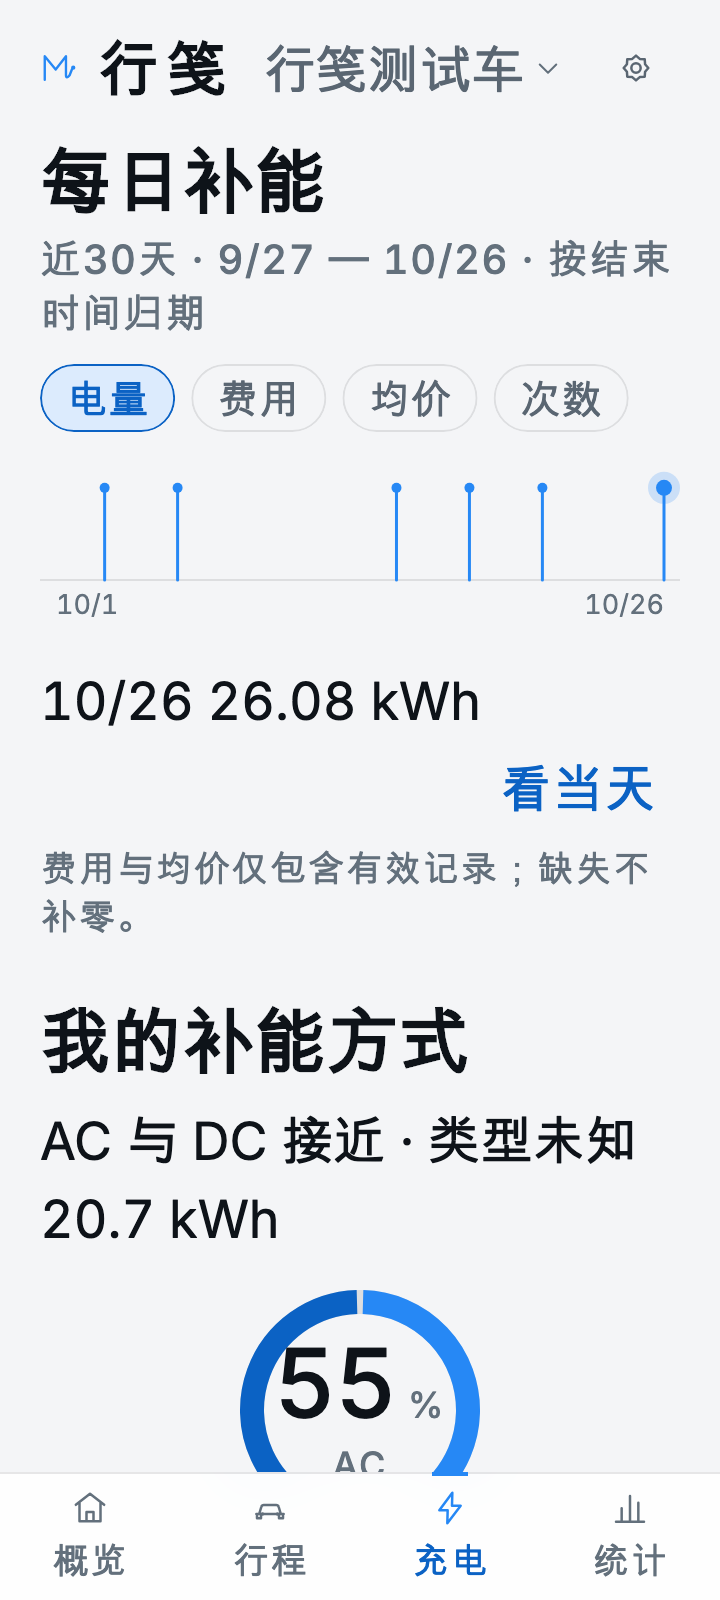 行笺 行笺测试车
每日补能
近30天 · 9/27 — 10/26 · 按结束
时间归期
电量 费用 均价 次数
10/1 10/26
10/26 26.08 kWh
看当天
费用与均价仅包含有效记录；缺失不
补零。
我的补能方式
AC 与 DC 接近 · 类型未知
20.7 kWh
55 %
AC
概览 行程 充电 统计